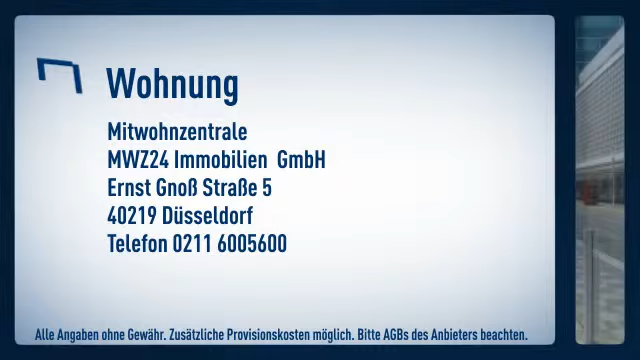 Wohnung
Mitwohnzentrale
MWZ24 Immobilien GmbH
Ernst Gnoß Straße 5
40219 Düsseldorf
Telefon 0211 6005600
Alle Angaben ohne Gewähr. Zusätzliche Provisionskosten möglich. Bitte AGBs des Anbieters beachten.